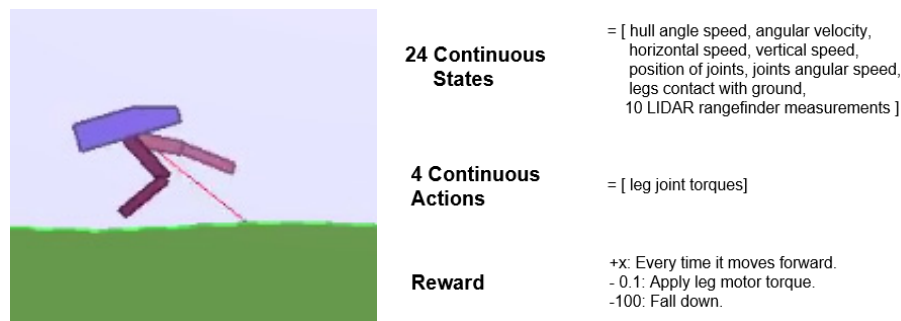 24 Continuous
States
= [ hull angle speed, angular velocity,
horizontal speed, vertical speed,
position of joints, joints angular speed,
legs contact with ground,
10 LIDAR rangefinder measurements ]
4 Continuous
Actions
= [ leg joint torques]
Reward
+x: Every time it moves forward.
- 0.1: Apply leg motor torque.
-100: Fall down.